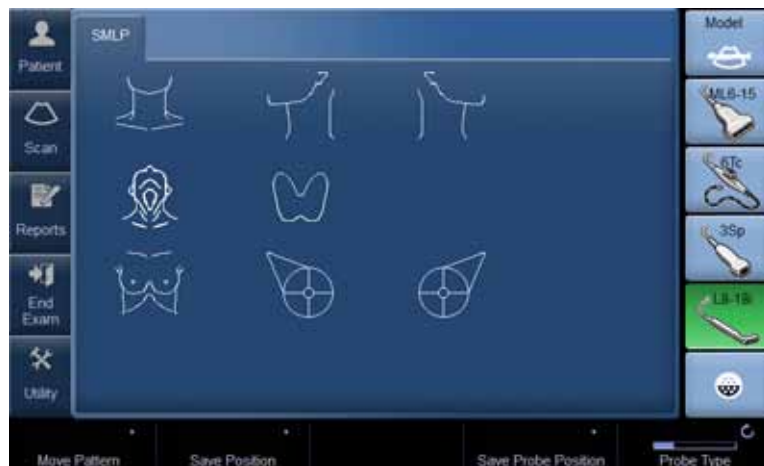 SMLP
Patient
Scan
Reports
End
Exam
Utility
Model
ML6-15
6Tc
3Sp
L8-18i
Move Pattern
Save Position
Save Probe Position
Probe Type